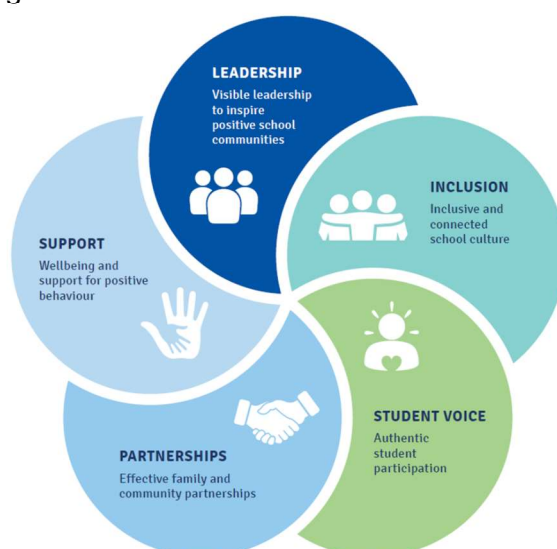 LEADERSHIP
Visible leadership
to inspire
positive school
communities
INCLUSION
Inclusive and
connected
school culture
STUDENT VOICE
Authentic
student
participation
PARTNERSHIPS
Effective family and
community partnerships
SUPPORT
Wellbeing and
support for positive
behaviour